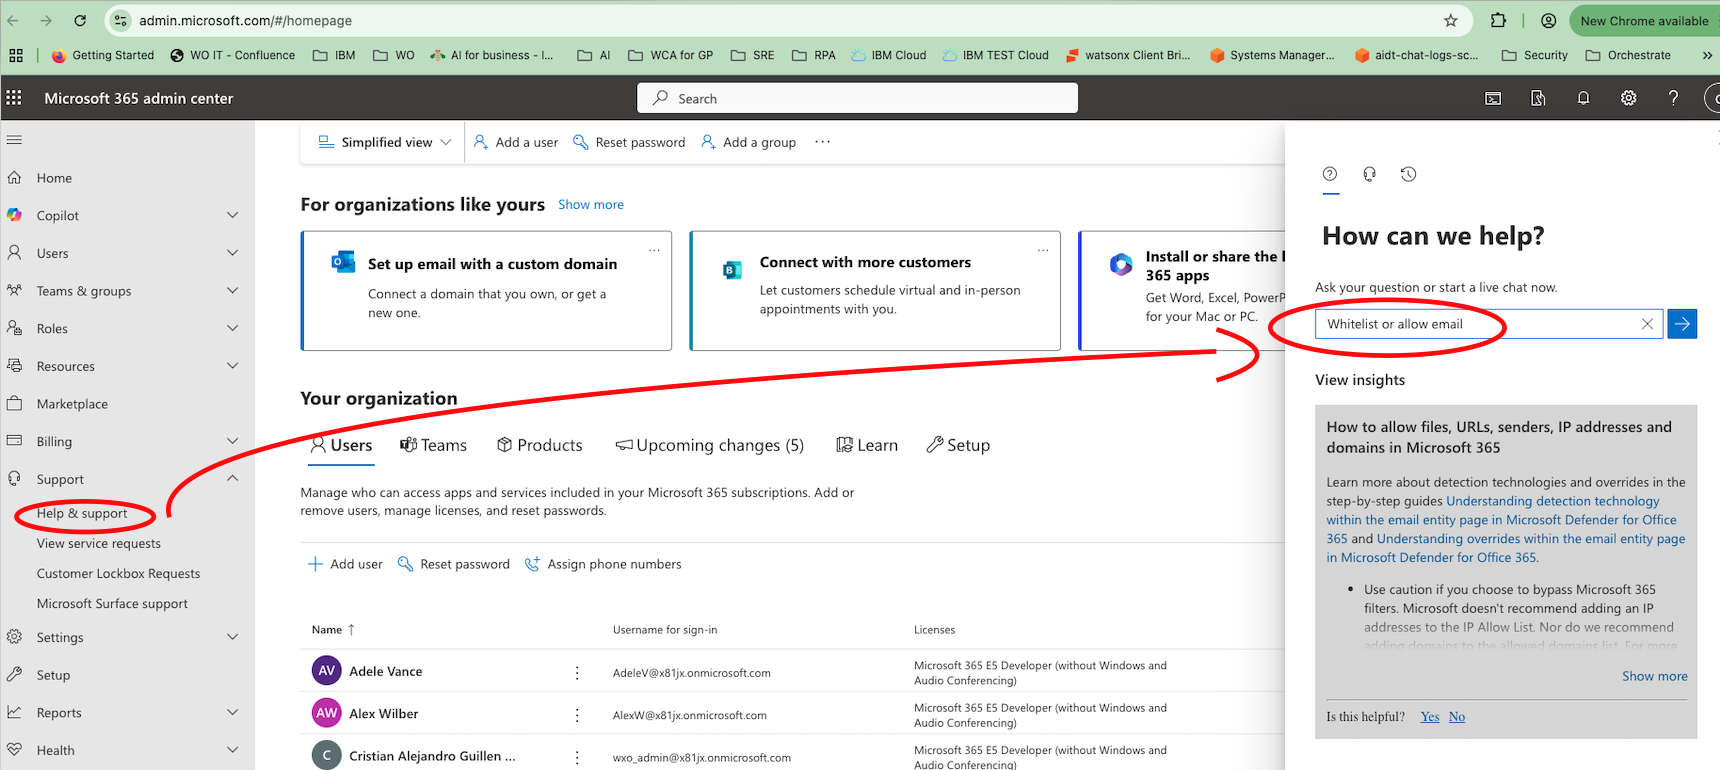 admin.microsoft.com/#/homepage
New Chrome available
Getting Started
WO IT - Confluence
IBM
WO
AI for business - I...
AI
WCA for GP
SRE
RPA
IBM Cloud
IBM TEST Cloud
watsonx Client Bri...
Systems Manager...
aidt-chat-logs-sc...
Security
Orchestrate
»
Microsoft 365 admin center
Search
Home
Copilot
Users
Teams & groups
Roles
Resources
Marketplace
Billing
Support
Help & support
View service requests
Customer Lockbox Requests
Microsoft Surface support
Settings
Setup
Reports
Health
Simplified view
Add a user
Reset password
Add a group
...
For organizations like yours
Show more
Set up email with a custom domain
Connect a domain that you own, or get a
new one.
Connect with more customers
Let customers schedule virtual and in-person
appointments with you.
Install or share the
365 apps
Get Word, Excel, PowerP
for your Mac or PC.
Your organization
Users
Teams
Products
Upcoming changes (5)
Learn
Setup
Manage who can access apps and services included in your Microsoft 365 subscriptions. Add or
remove users, manage licenses, and reset passwords.
Add user
Reset password
Assign phone numbers
Name ↑
Username for sign-in
Licenses
AV
Adele Vance
AdeleV@x81jx.onmicrosoft.com
Microsoft 365 E5 Developer (without Windows and
Audio Conferencing)
AW
Alex Wilber
AlexW@x81jx.onmicrosoft.com
Microsoft 365 E5 Developer (without Windows and
Audio Conferencing)
C
Cristian Alejandro Guillen ...
wxo_admin@x81jx.onmicrosoft.com
Microsoft 365 E5 Developer (without Windows and
Audio Conferencing)
How can we help?
Ask your question or start a live chat now.
Whitelist or allow email
View insights
How to allow files, URLs, senders, IP addresses and
domains in Microsoft 365
Learn more about detection technologies and overrides in the
step-by-step guides Understanding detection technology
within the email entity page in Microsoft Defender for Office
365 and Understanding overrides within the email entity page
in Microsoft Defender for Office 365.
• Use caution if you choose to bypass Microsoft 365
filters. Microsoft doesn't recommend adding an IP
addresses to the IP Allow List. Nor do we recommend
adding domains to the allowed domains list. For more
Show more
Is this helpful?
Yes
No